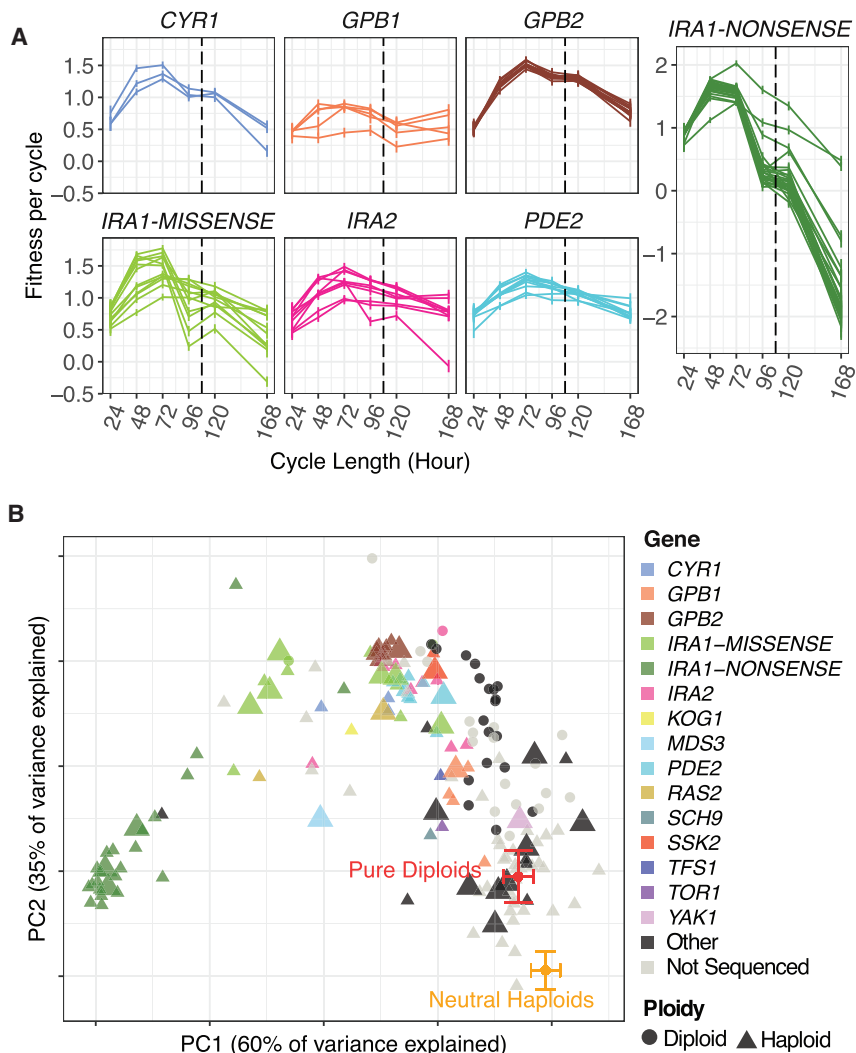 A
CYR1
GPB1
GPB2
IRA1-NONSENSE
1.5
1.0
0.5
0.0
−0.5
2
1
0
−1
−2
Fitness per cycle
IRA1-MISSENSE
IRA2
PDE2
1.5
1.0
0.5
0.0
−0.5
24 48 72 96 120 168
24 48 72 96 120 168
24 48 72 96 120 168
24 48 72 96 120 168
Cycle Length (Hour)
B
PC2 (35% of variance explained)
Pure Diploids
Neutral Haploids
PC1 (60% of variance explained)
Gene
CYR1
GPB1
GPB2
IRA1−MISSENSE
IRA1−NONSENSE
IRA2
KOG1
MDS3
PDE2
RAS2
SCH9
SSK2
TFS1
TOR1
YAK1
Other
Not Sequenced
Ploidy
Diploid Haploid